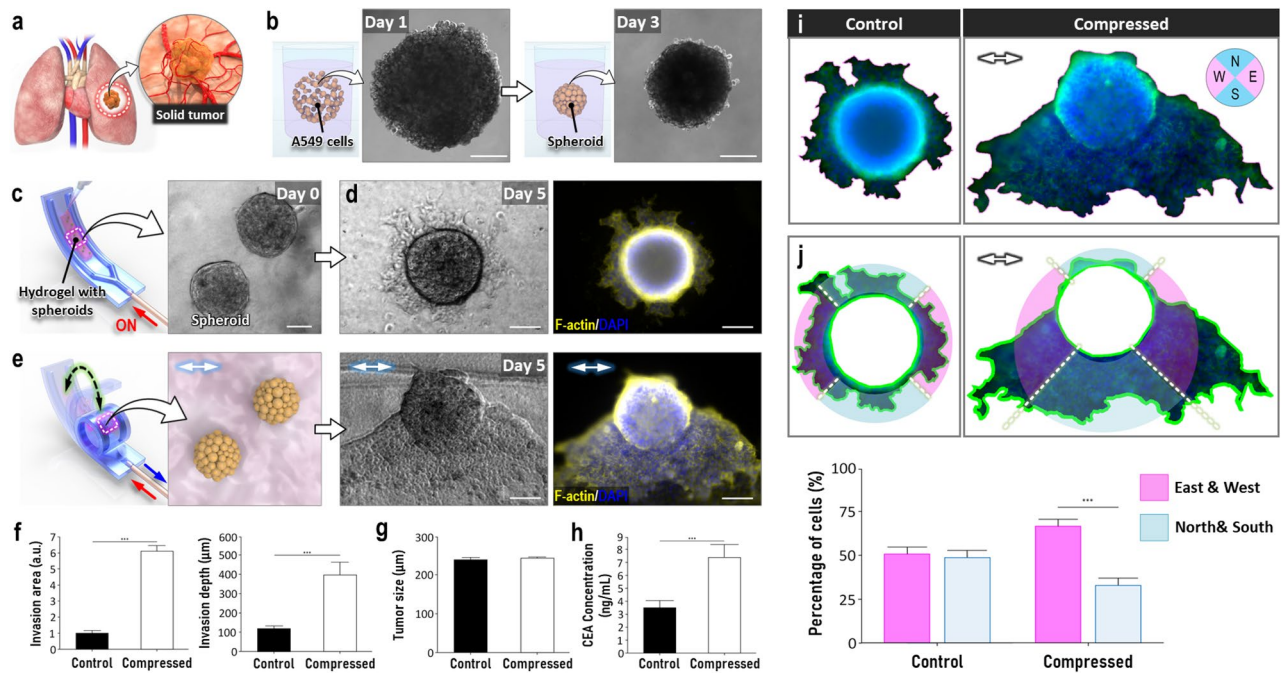 a
Solid tumor
b
Day 1
A549 cells
Day 3
Spheroid
c
Hydrogel with
spheroids
ON
Day 0
Spheroid
d
Day 5
F-actin/DAPI
e
Day 5
F-actin/DAPI
f
Invasion area (a.u.)
7
6
5
4
3
2
1
0
***
Control
Compressed
Invasion depth (μm)
600
500
400
300
200
100
0
***
Control
Compressed
g
Tumor size (μm)
300
200
100
0
Control
Compressed
h
CEA Concentration
(ng/mL)
9
8
7
6
5
4
3
2
1
0
***
Control
Compressed
i
Control
Compressed
N
W
E
S
j
Percentage of cells (%)
100
75
50
25
0
***
Control
Compressed
East & West
North& South